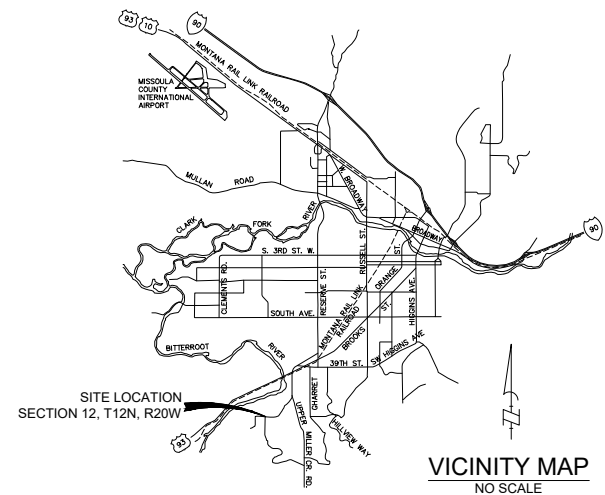 93
10
90
MONTANA RAIL LINK RAILROAD
MISSOULA
COUNTY
INTERNATIONAL
AIRPORT
MULLAN ROAD
W. BROADWAY
CLARK FORK RIVER
BROADWAY
90
S. 3RD ST. W.
RUSSELL ST.
ORANGE ST.
CLEMENTS RD.
RESERVE ST.
HIGGINS AVE.
SOUTH AVE.
MONTANA RAIL LINK
RAILROAD
BROOKS
BITTERROOT RIVER
39TH ST.
SW HIGGINS AVE
SITE LOCATION
SECTION 12, T12N, R20W
GHARRET
HILLVIEW WAY
UPPER MILLER CR. RD.
93
N
VICINITY MAP
NO SCALE